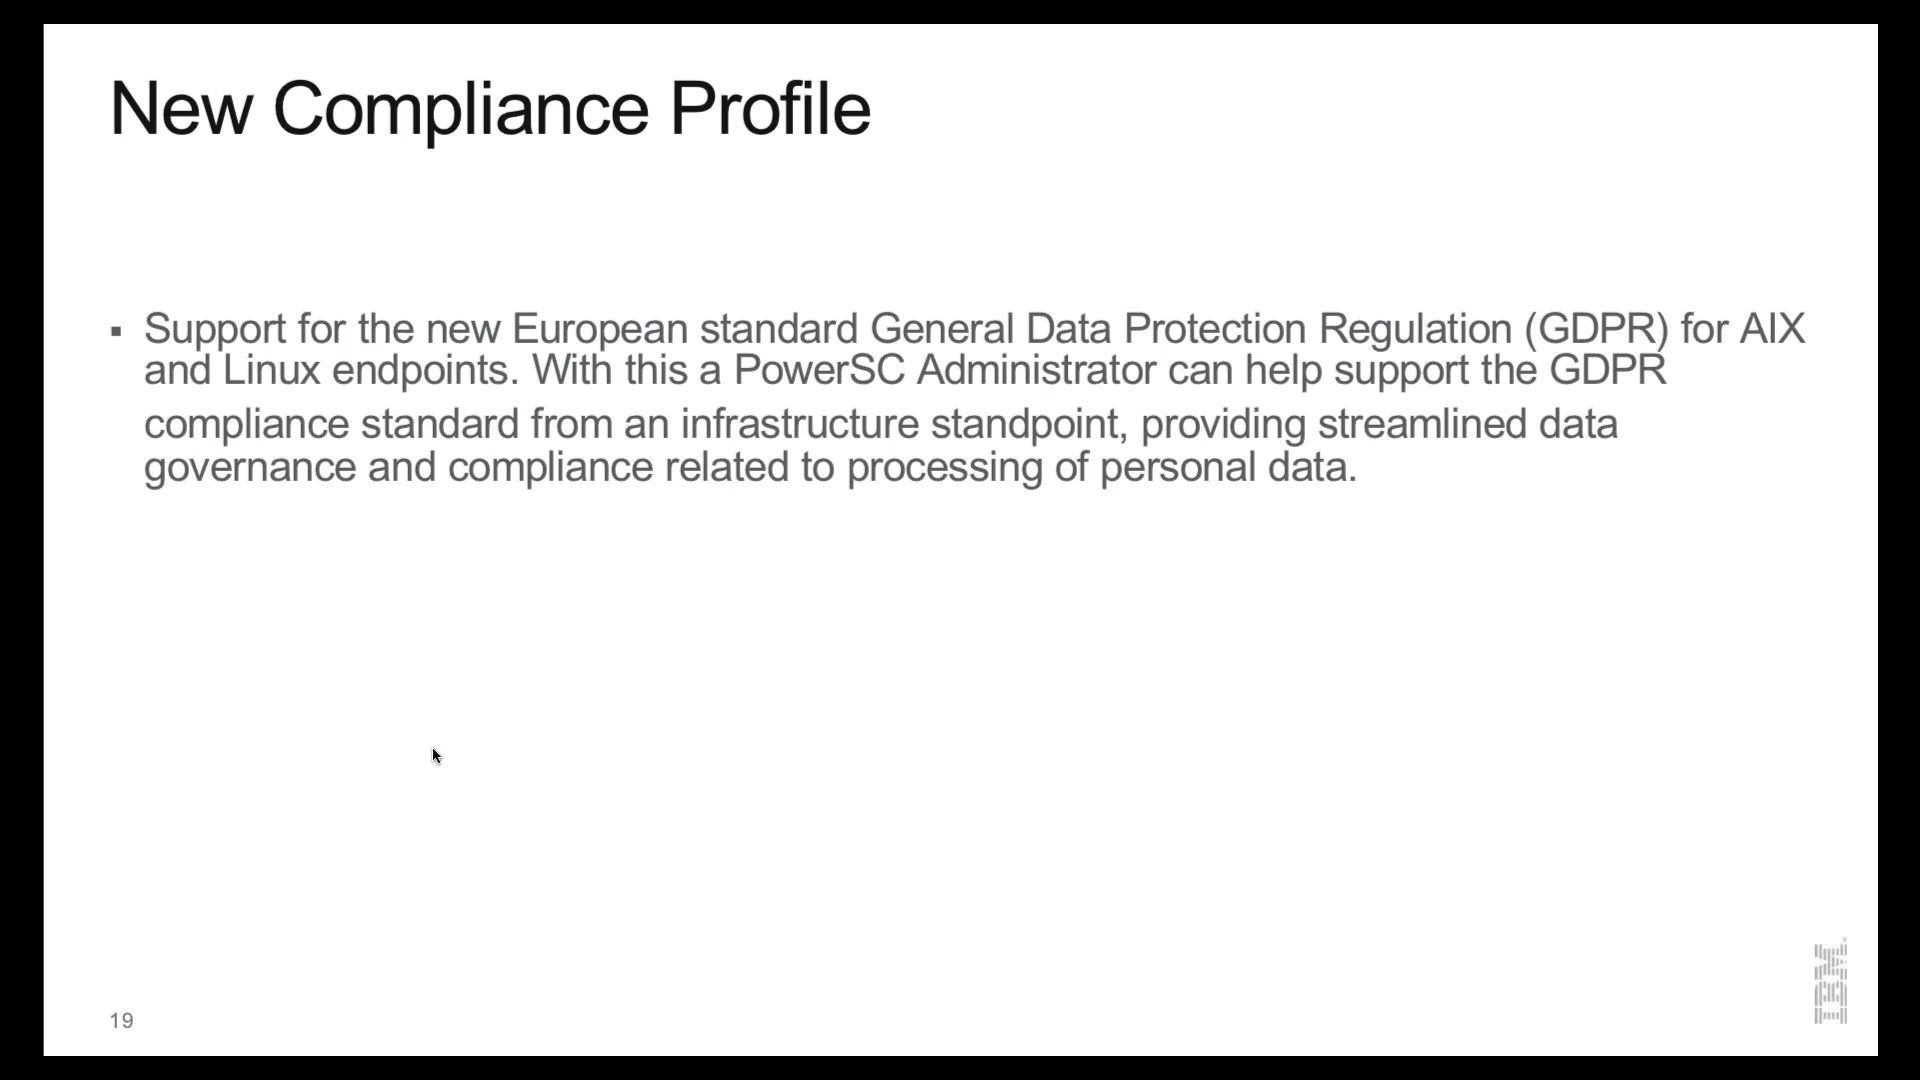 New Compliance Profile
▪ Support for the new European standard General Data Protection Regulation (GDPR) for AIX
and Linux endpoints. With this a PowerSC Administrator can help support the GDPR
compliance standard from an infrastructure standpoint, providing streamlined data
governance and compliance related to processing of personal data.
19
IBM